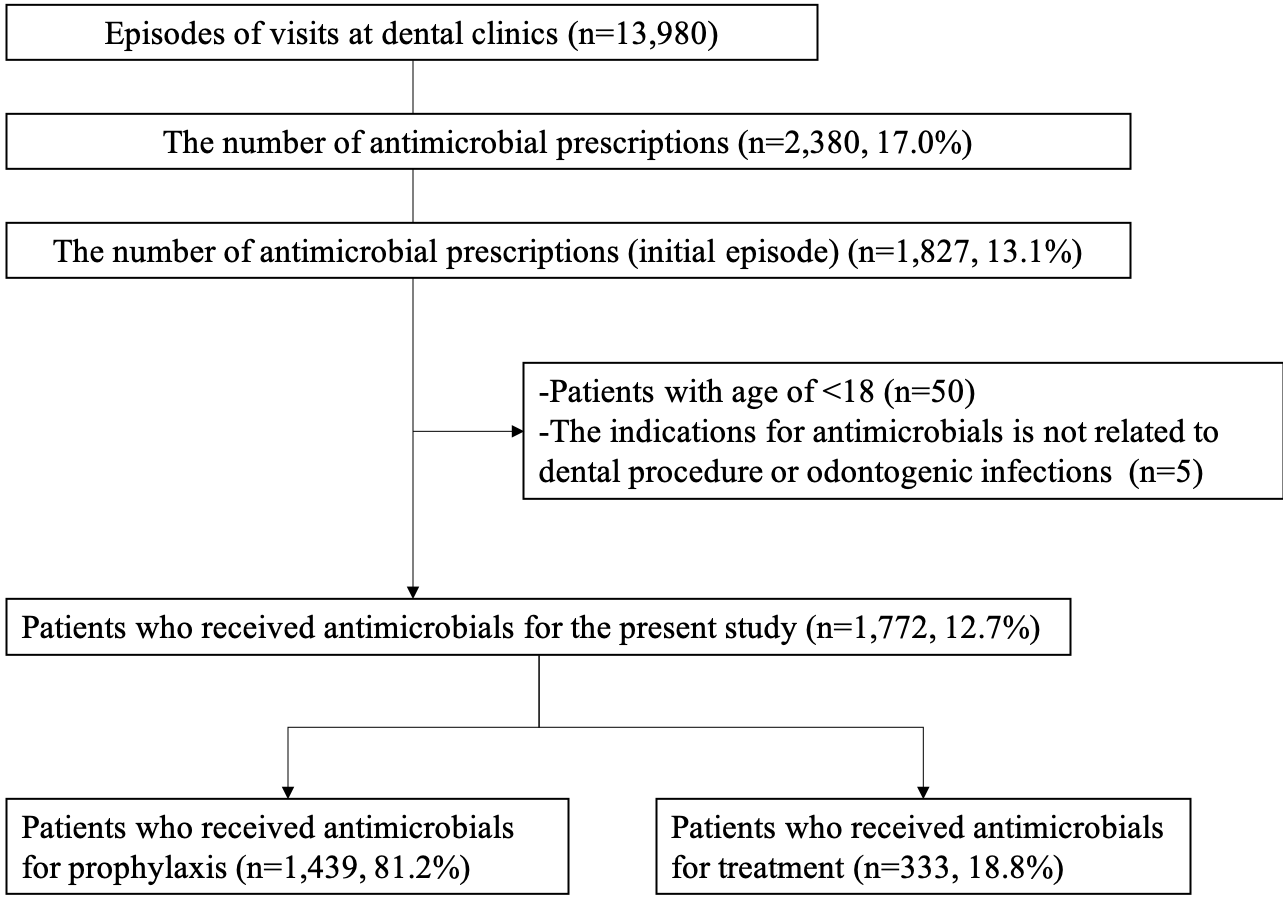 Episodes of visits at dental clinics (n=13,980)
The number of antimicrobial prescriptions (n=2,380, 17.0%)
The number of antimicrobial prescriptions (initial episode) (n=1,827, 13.1%)
-Patients with age of <18 (n=50)
-The indications for antimicrobials is not related to
dental procedure or odontogenic infections  (n=5)
Patients who received antimicrobials for the present study (n=1,772, 12.7%)
Patients who received antimicrobials
for prophylaxis (n=1,439, 81.2%)
Patients who received antimicrobials
for treatment (n=333, 18.8%)